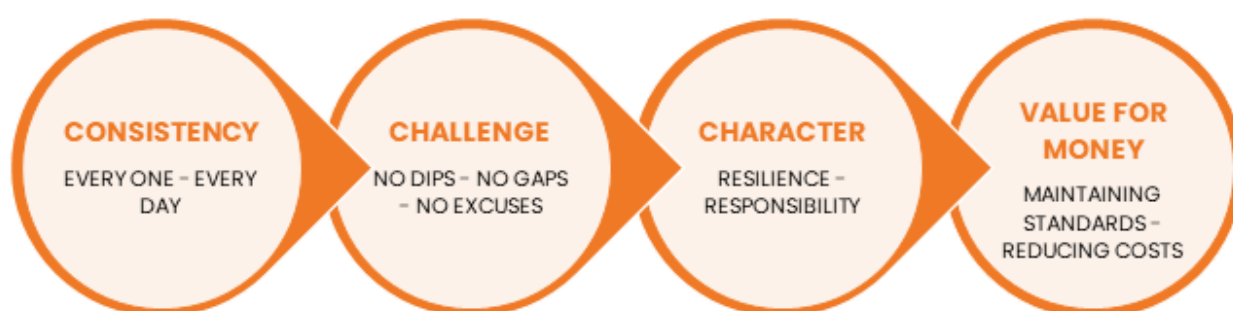 CONSISTENCY
EVERY ONE - EVERY
DAY
CHALLENGE
NO DIPS - NO GAPS
- NO EXCUSES
CHARACTER
RESILIENCE -
RESPONSIBILITY
VALUE FOR
MONEY
MAINTAINING
STANDARDS -
REDUCING COSTS